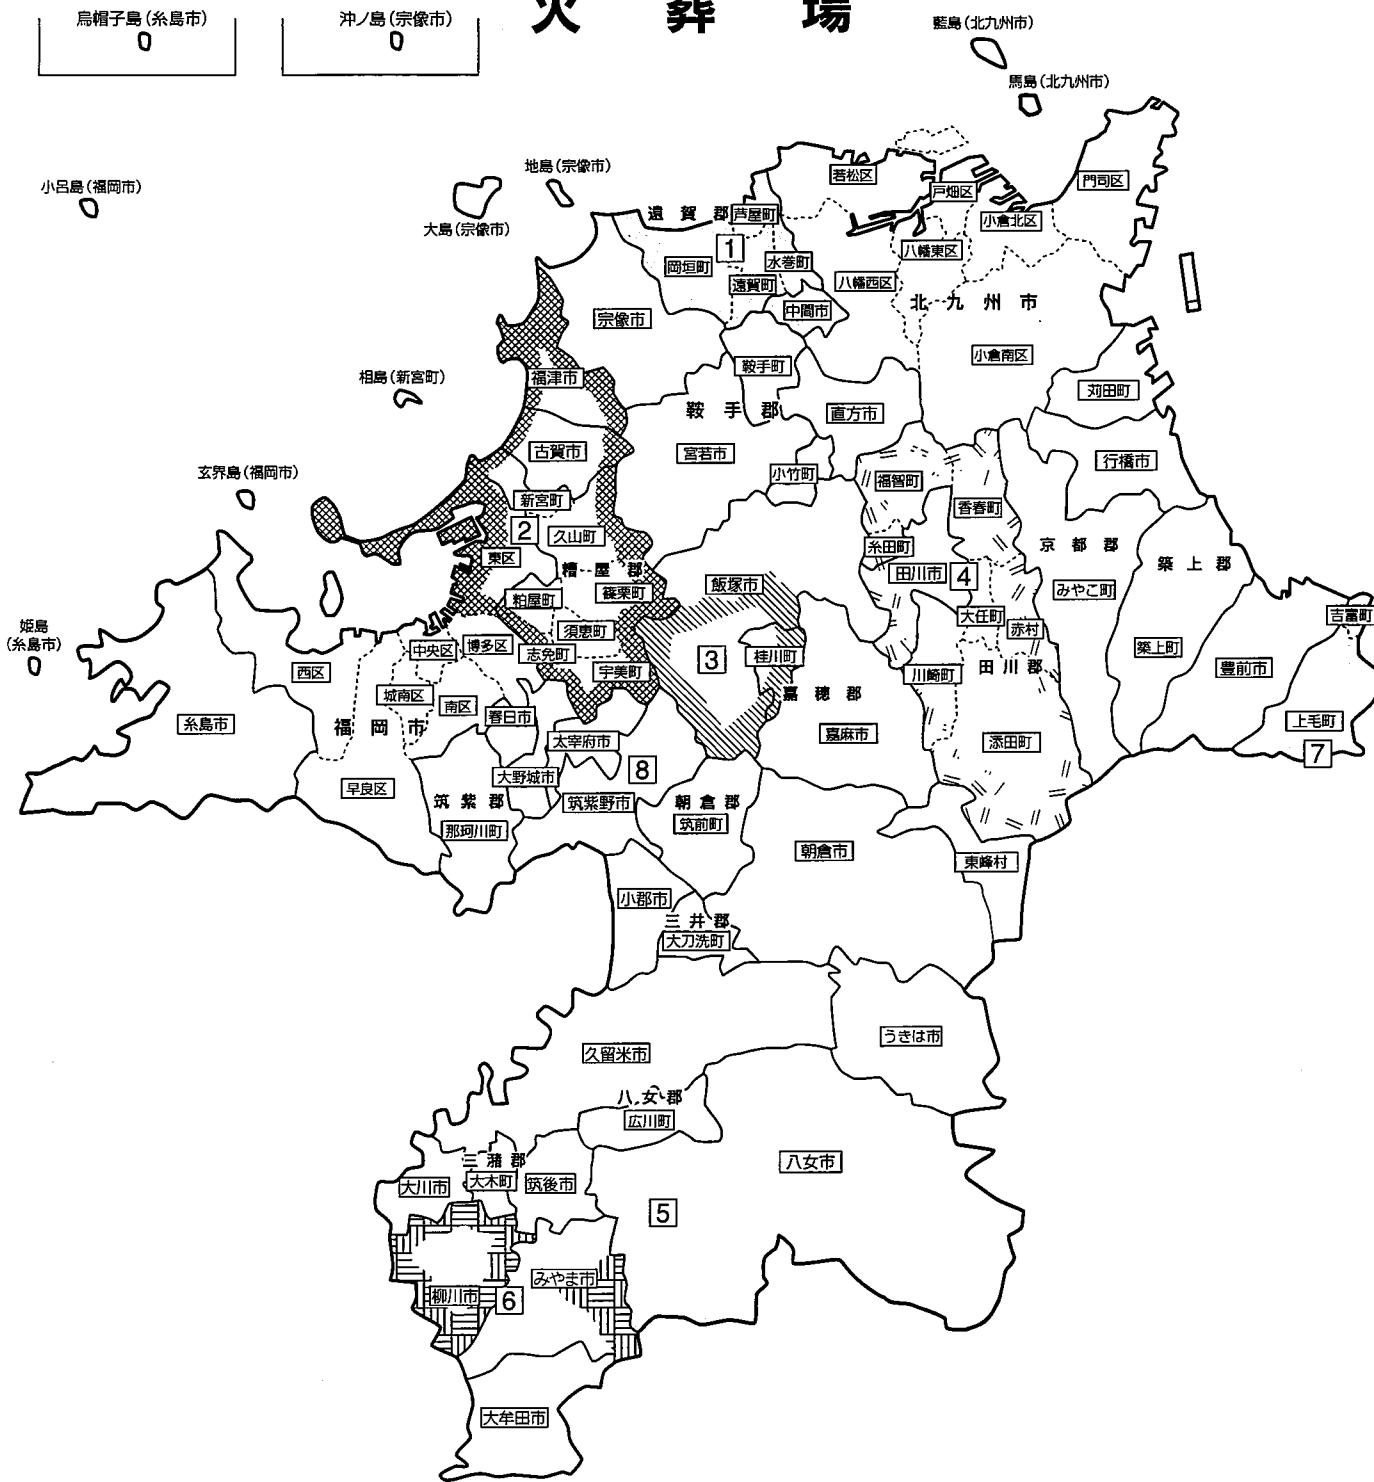 火葬場
烏帽子島(糸島市)
沖ノ島(宗像市)
藍島(北九州市)
馬島(北九州市)
小呂島(福岡市)
地島(宗像市)
大島(宗像市)
若松区
戸畑区
門司区
小倉北区
遠賀郡
芦屋町
1
岡垣町
水巻町
遠賀町
八幡東区
八幡西区
中間市
北九州市
宗像市
小倉南区
鞍手町
苅田町
相島(新宮町)
福津市
鞍手郡
直方市
古賀市
宮若市
小竹町
行橋市
玄界島(福岡市)
新宮町
福智町
香春町
2
久山町
東区
糸田町
京都郡
築上郡
糟屋郡
飯塚市
田川市
4
みやこ町
粕屋町
篠栗町
大任町
赤村
吉富町
姫島
(糸島市)
須恵町
中央区
博多区
志免町
3
桂川町
築上町
西区
宇美町
川崎町
田川郡
豊前市
城南区
南区
春日市
嘉穂郡
糸島市
福岡市
嘉麻市
上毛町
太宰府市
添田町
7
大野城市
8
早良区
筑紫郡
筑紫野市
朝倉郡
筑前町
那珂川町
朝倉市
東峰村
小郡市
三井郡
大刀洗町
うきは市
久留米市
八女郡
広川町
三潴郡
八女市
大川市
大木町
筑後市
5
みやま市
柳川市
6
大牟田市